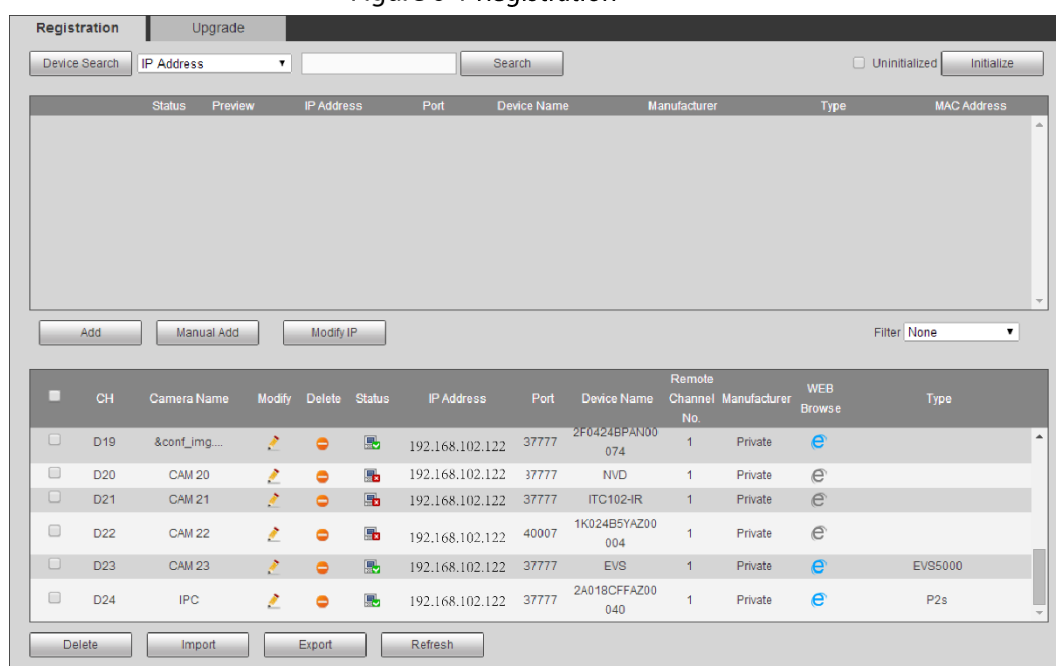 Registration Upgrade
Device Search IP Address Search Uninitialized Initialize
Status Preview IP Address Port Device Name Manufacturer Type MAC Address
Add Manual Add Modify IP Filter None
CH Camera Name Modify Delete Status IP Address Port Device Name Remote Channel No. Manufacturer WEB Browse Type
D19 &conf_img.... 192.168.102.122 37777 2F0424BPAN00074 1 Private
D20 CAM 20 192.168.102.122 37777 NVD 1 Private
D21 CAM 21 192.168.102.122 37777 ITC102-IR 1 Private
D22 CAM 22 192.168.102.122 40007 1K024B5YAZ00004 1 Private
D23 CAM 23 192.168.102.122 37777 EVS 1 Private EVS5000
D24 IPC 192.168.102.122 37777 2A018CFFAZ00040 1 Private P2s
Delete Import Export Refresh